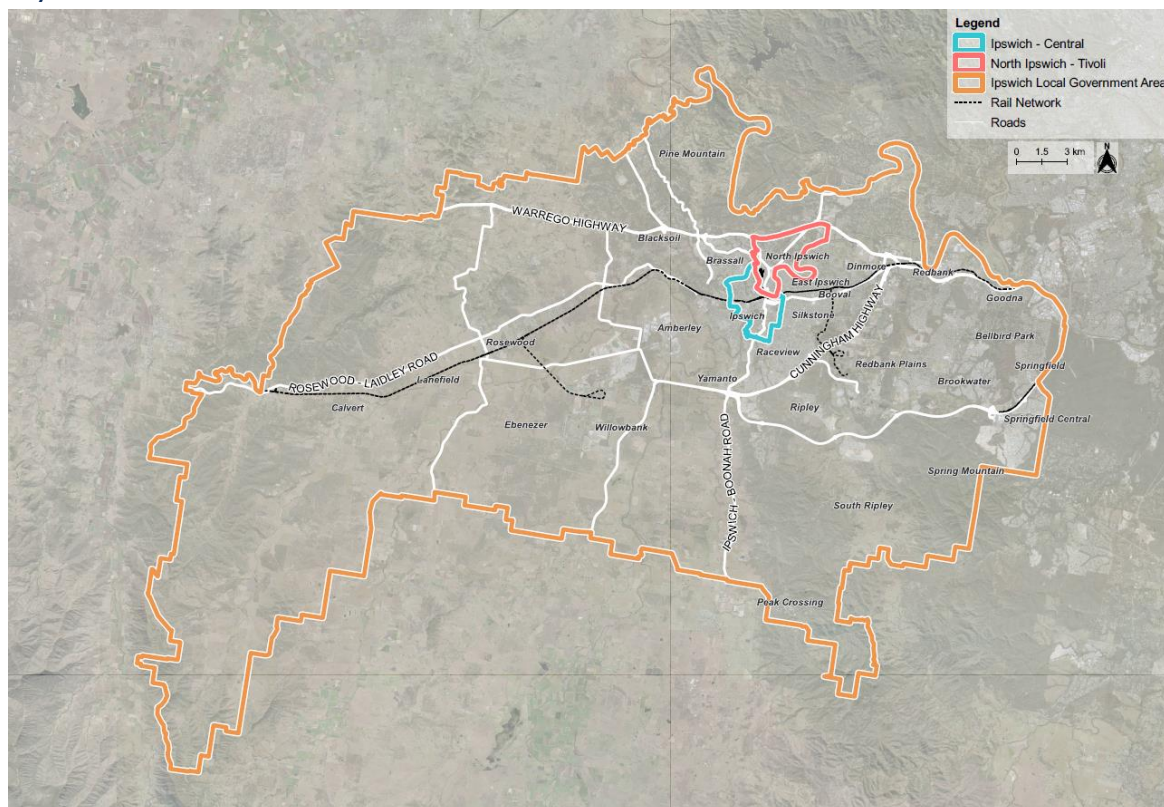 Legend
Ipswich - Central
North Ipswich - Tivoli
Ipswich Local Government Area
Rail Network
Roads
0 1.5 3 km
N
Pine Mountain
WARREGO HIGHWAY
Blacksoil
Brassall
North Ipswich
Dinmore
Redbank
East Ipswich
Booval
Goodna
Ipswich
Silkstone
Amberley
Bellbird Park
Rosewood
Raceview
CUNNINGHAM HIGHWAY
Redbank Plains
Springfield
ROSEWOOD - LAIDLEY ROAD
Lanefield
Yamanto
Brookwater
Calvert
Ripley
Springfield Central
Ebenezer
Willowbank
IPSWICH - BOONAH ROAD
Spring Mountain
South Ripley
Peak Crossing